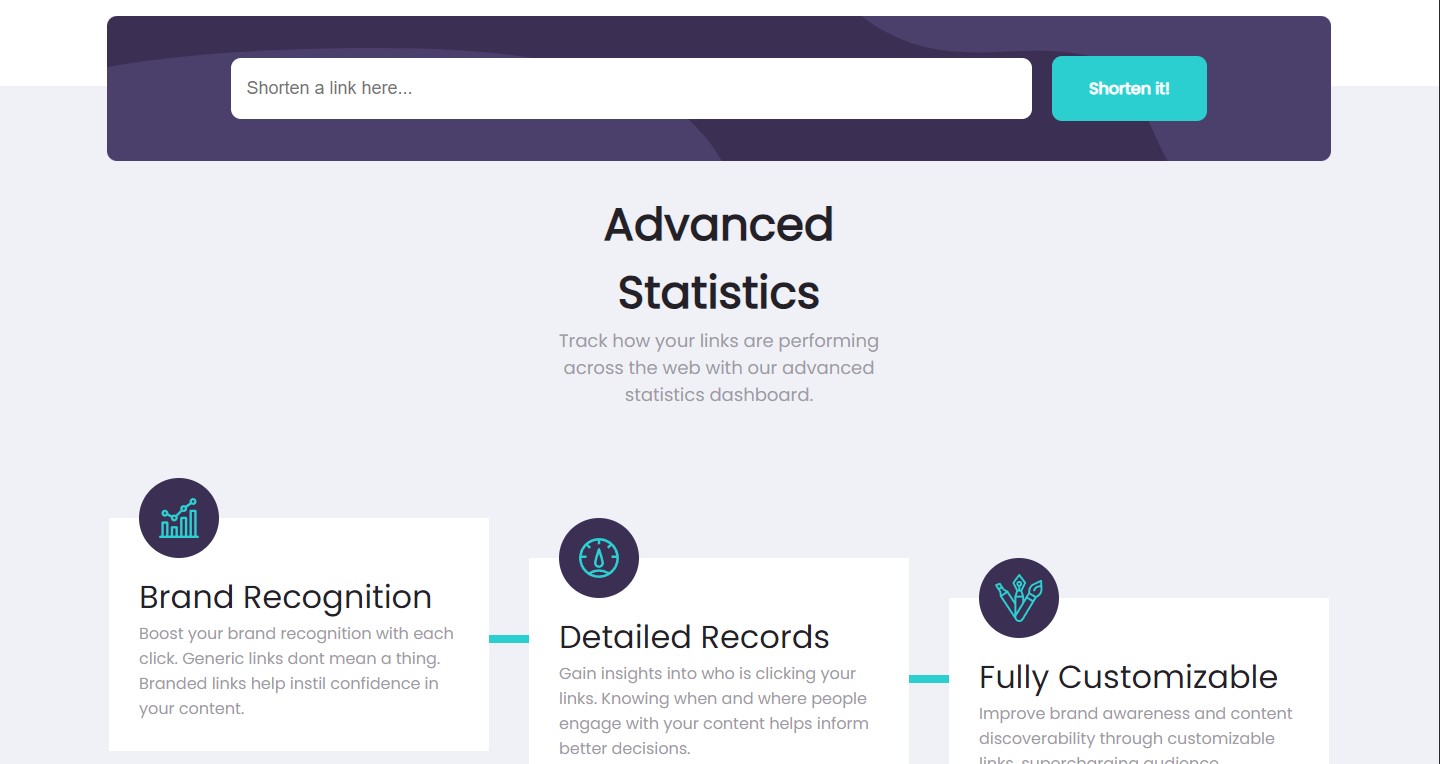 Shorten a link here...
Shorten it!
Advanced
Statistics
Track how your links are performing
across the web with our advanced
statistics dashboard.
Brand Recognition
Boost your brand recognition with each
click. Generic links dont mean a thing.
Branded links help instil confidence in
your content.
Detailed Records
Gain insights into who is clicking your
links. Knowing when and where people
engage with your content helps inform
better decisions.
Fully Customizable
Improve brand awareness and content
discoverability through customizable
links, supercharging audience